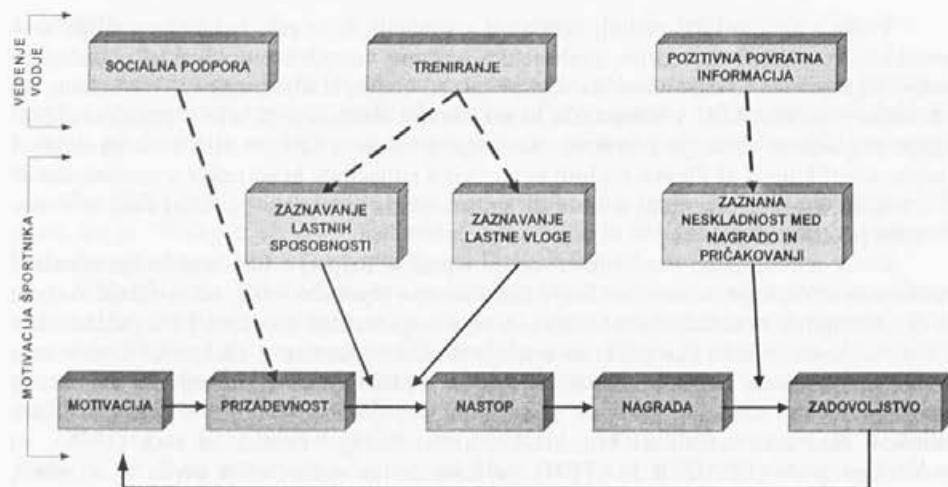 VEDENJE
VODJE
SOCIALNA PODPORA
TRENIRANJE
POZITIVNA POVRATNA
INFORMACIJA
MOTIVACIJA ŠPORTNIKA
ZAZNAVANJE
LASTNIH
SPOSOBNOSTI
ZAZNAVANJE
LASTNE VLOGE
ZAZNANA
NESKLADNOST MED
NAGRADO IN
PRIČAKOVANJI
MOTIVACIJA
PRIZADEVNOST
NASTOP
NAGRADA
ZADOVOLJSTVO